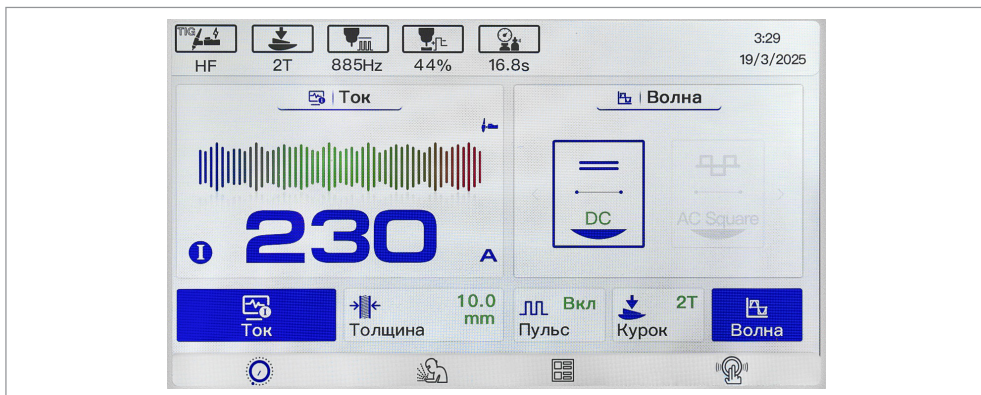 TIG
HF 2T 885Hz 44% 16.8s
3:29
19/3/2025
Ток
Волна
230 A
I
DC
AC Square
Ток
Толщина 10.0 mm
Пульс Вкл
Курок 2T
Волна